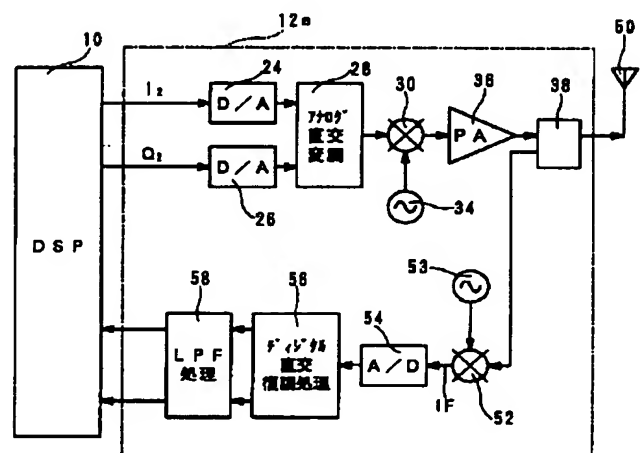 12a
10
24
28
30
36
38
50
I₂
D/A
アナログ
直交
変調
PA
Q₂
D/A
26
34
DSP
53
58
56
54
LPF
処理
ディジタル
直交
復調処理
A/D
IF
52